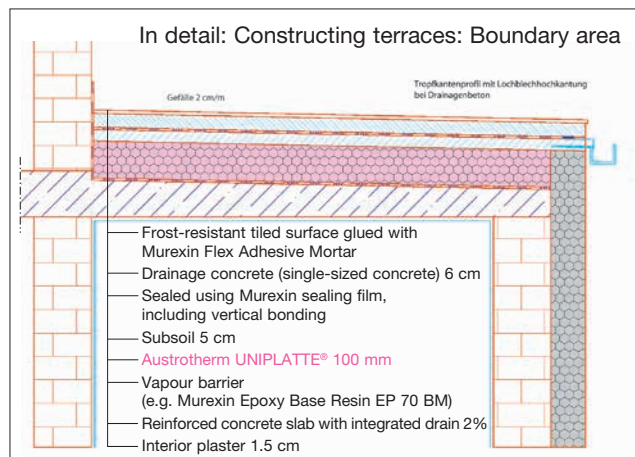 In detail: Constructing terraces: Boundary area
Tropfkantenprofil mit Lochblechhochkantung
bei Drainagenbeton
Gefälle 2 cm/m
Frost-resistant tiled surface glued with
Murexin Flex Adhesive Mortar
Drainage concrete (single-sized concrete) 6 cm
Sealed using Murexin sealing film,
including vertical bonding
Subsoil 5 cm
Austrotherm UNIPLATTE® 100 mm
Vapour barrier
(e.g. Murexin Epoxy Base Resin EP 70 BM)
Reinforced concrete slab with integrated drain 2%
Interior plaster 1.5 cm